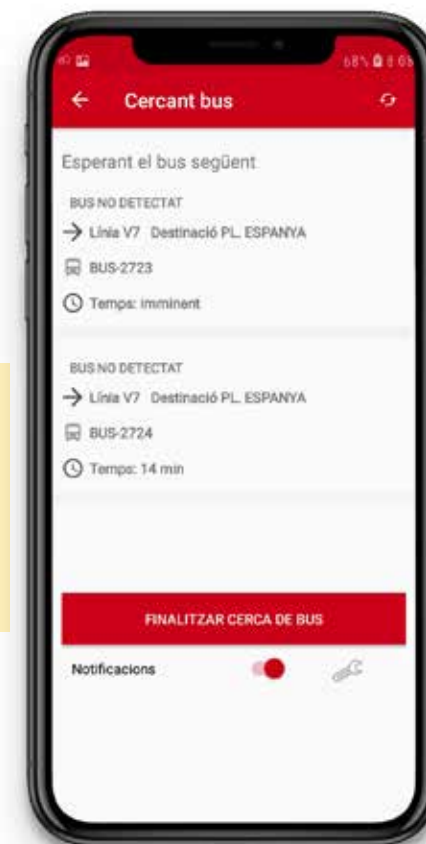 68%
Cercant bus
Esperant el bus següent
BUS NO DETECTAT
Línia V7 Destinació PL. ESPANYA
BUS-2723
Temps: imminent
BUS NO DETECTAT
Línia V7 Destinació PL. ESPANYA
BUS-2724
Temps: 14 min
FINALITZAR CERCA DE BUS
Notificacions